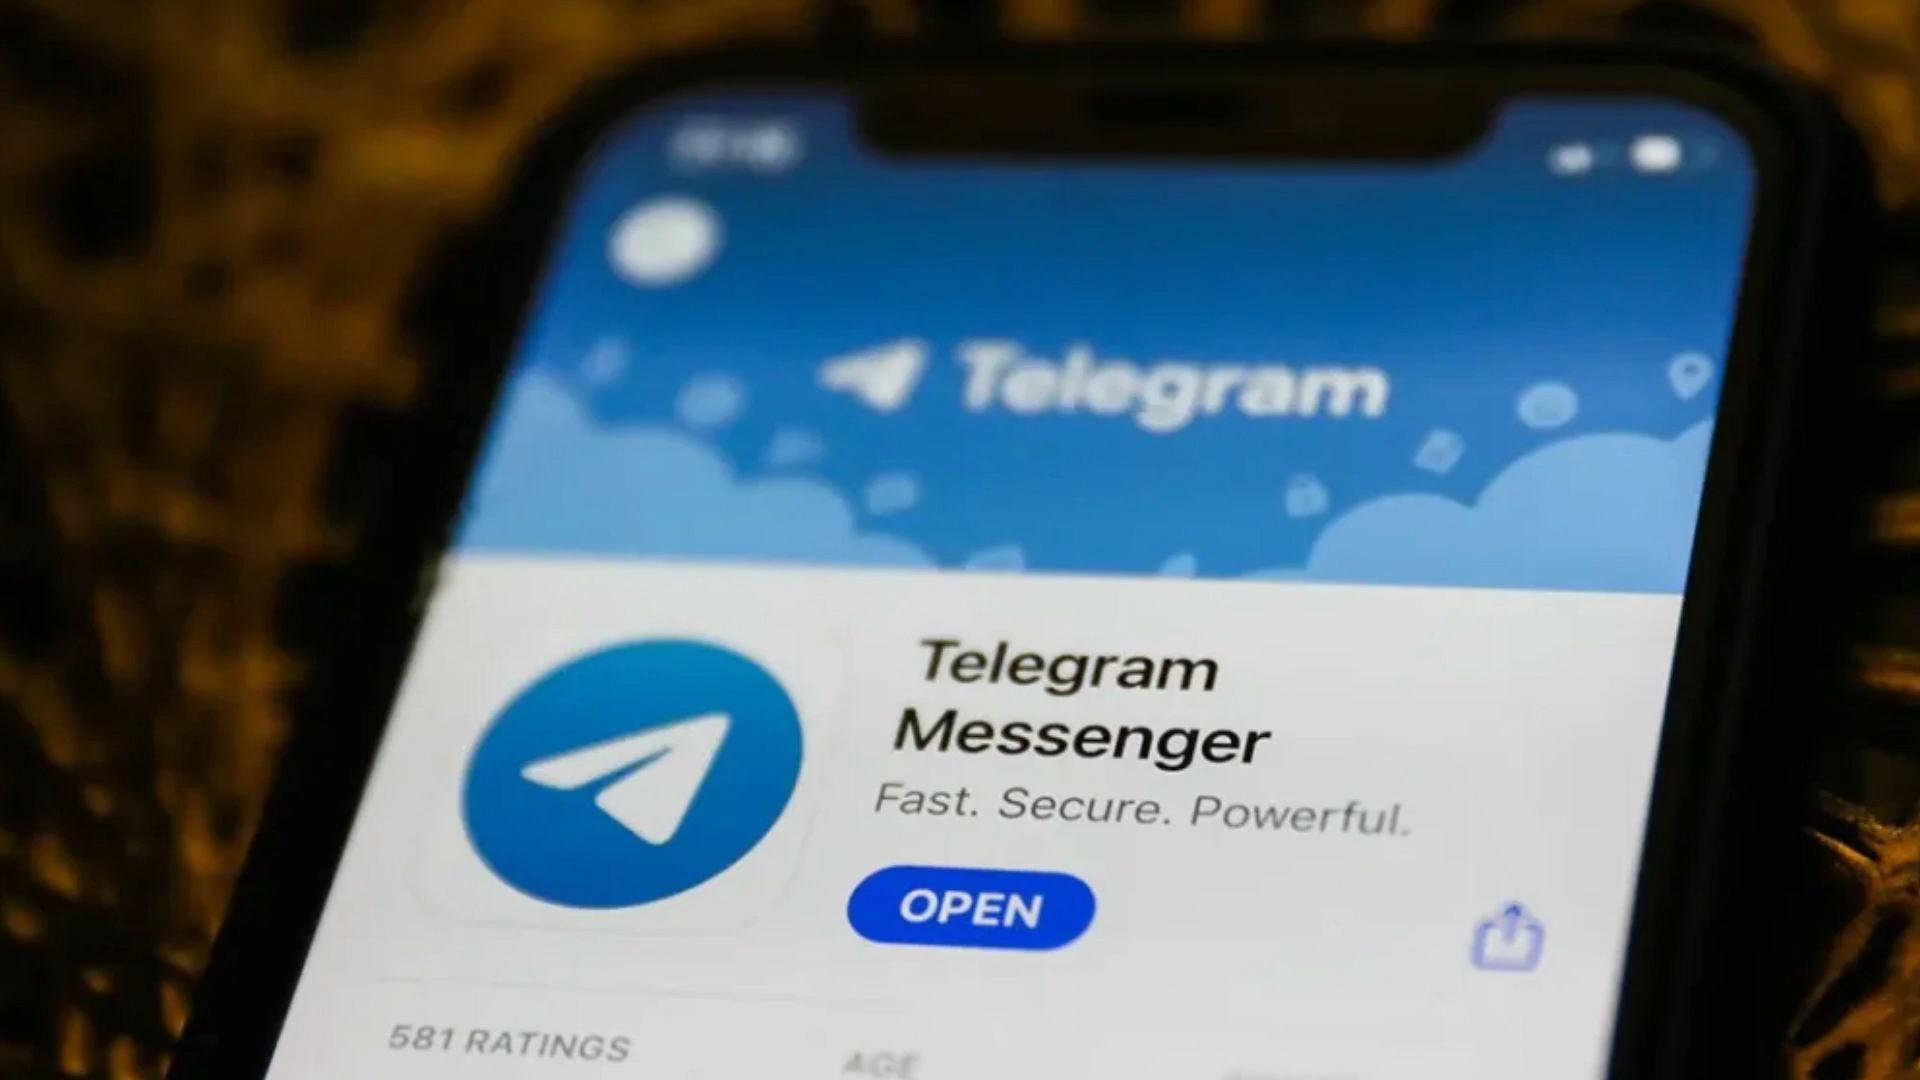 Telegram
Telegram
Messenger
Fast. Secure. Powerful.
OPEN
581 RATINGS
AGE